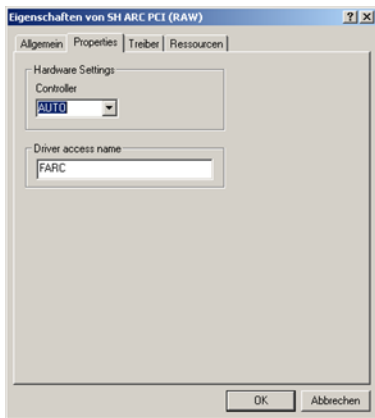 Eigenschaften von SH ARC PCI (RAW)
Allgemein Properties Treiber Ressourcen
Hardware Settings
Controller
AUTO
Driver access name
FARC
OK Abbrechen